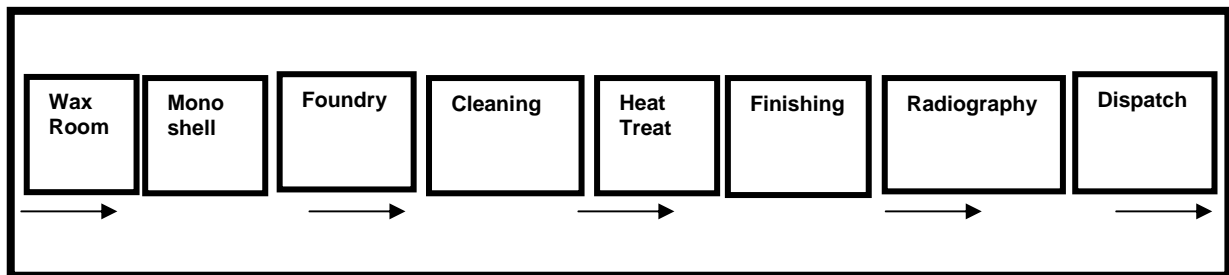 Wax
Room
Mono
shell
Foundry
Cleaning
Heat
Treat
Finishing
Radiography
Dispatch